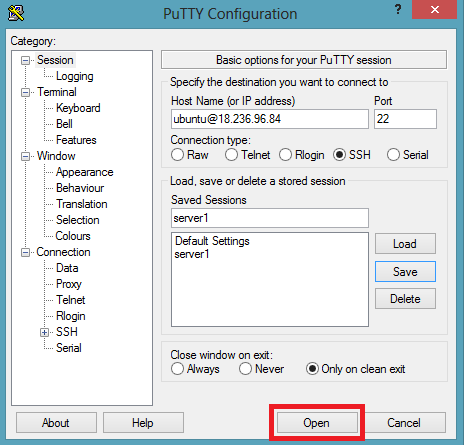 PuTTY Configuration
?
Category:
Session
Logging
Terminal
Keyboard
Bell
Features
Window
Appearance
Behaviour
Translation
Selection
Colours
Connection
Data
Proxy
Telnet
Rlogin
SSH
Serial
Basic options for your PuTTY session
Specify the destination you want to connect to
Host Name (or IP address) Port
ubuntu@18.236.96.84 22
Connection type:
Raw Telnet Rlogin SSH Serial
Load, save or delete a stored session
Saved Sessions
server1
Default Settings Load
server1
Save
Delete
Close window on exit:
Always Never Only on clean exit
About Help Open Cancel